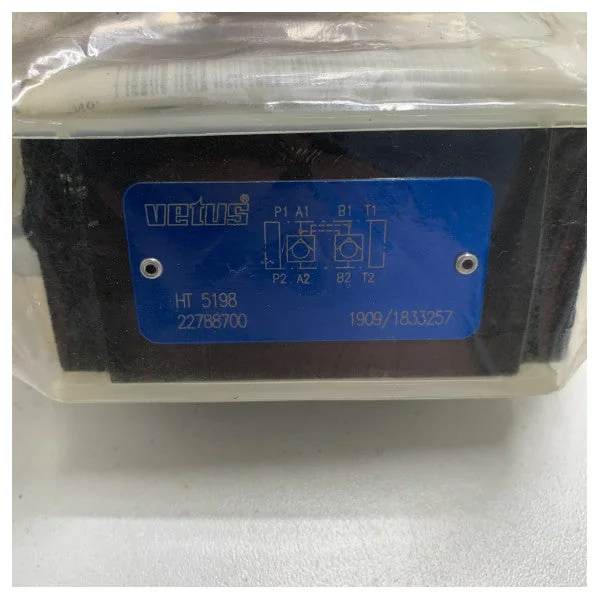 vetus®
P1 A1 B1 T1
P2 A2 B2 T2
HT 5198
22788700 1909/1833257